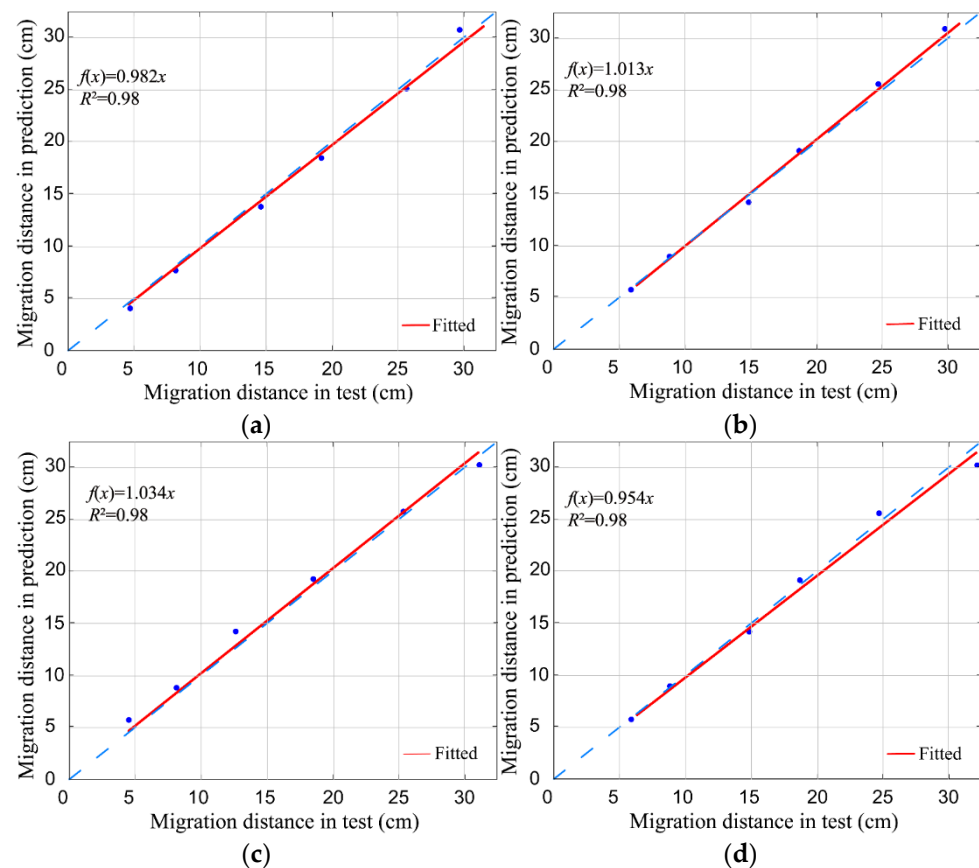 Migration distance in prediction (cm)
30
25
20
15
10
5
0
f(x)=0.982x
R²=0.98
Fitted
0 5 10 15 20 25 30
Migration distance in test (cm)
(a)
Migration distance in prediction (cm)
30
25
20
15
10
5
0
f(x)=1.013x
R²=0.98
Fitted
0 5 10 15 20 25 30
Migration distance in test (cm)
(b)
Migration distance in prediction (cm)
30
25
20
15
10
5
0
f(x)=1.034x
R²=0.98
Fitted
0 5 10 15 20 25 30
Migration distance in test (cm)
(c)
Migration distance in prediction (cm)
30
25
20
15
10
5
0
f(x)=0.954x
R²=0.98
Fitted
0 5 10 15 20 25 30
Migration distance in test (cm)
(d)